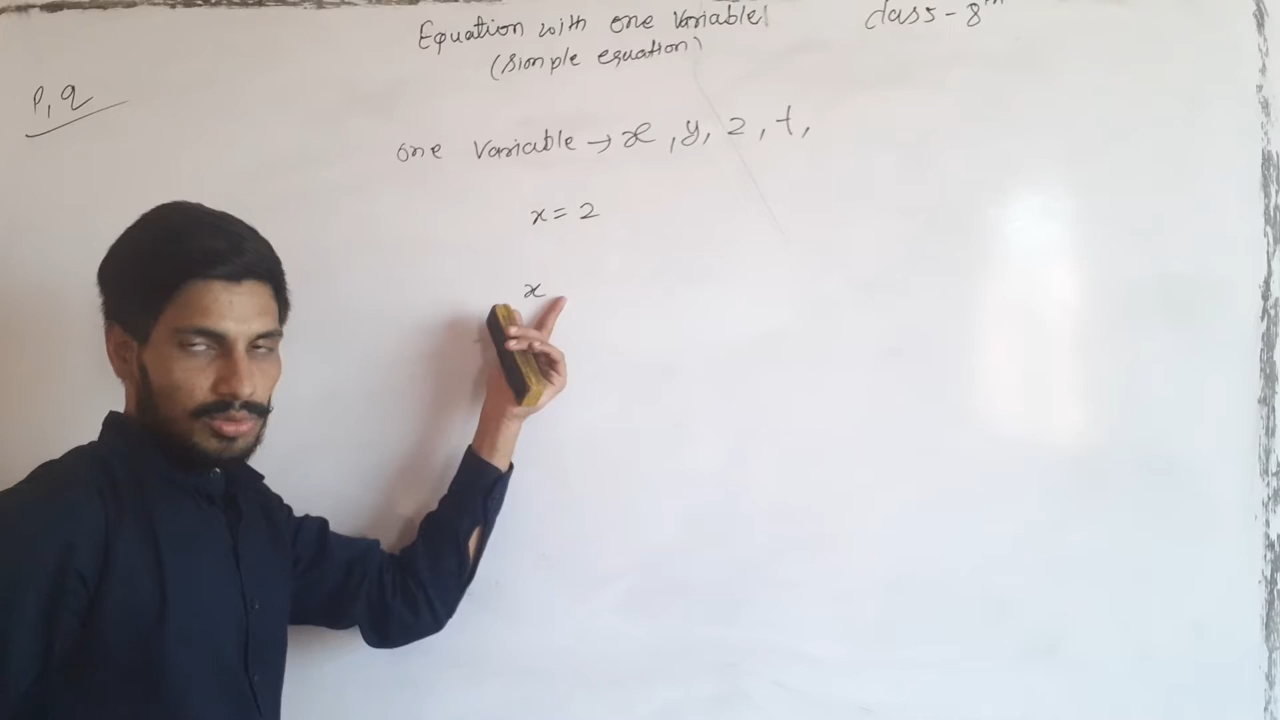 Equation with one Variable
class - 8th
(simple equation)
P, q
one Variable → x, y, z, t,
x = 2
x